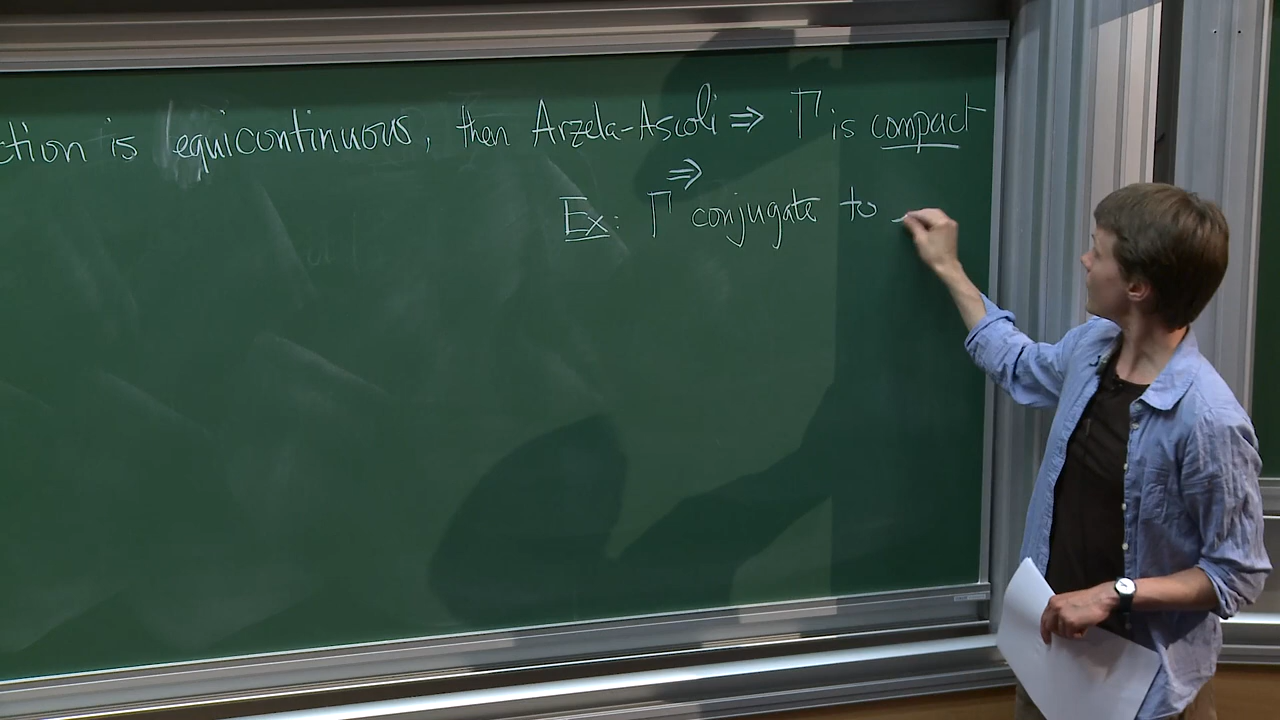 ction is equicontinuous, then Arzela-Ascoli ⇒ Γ is compact
⇒
Ex: Γ conjugate to